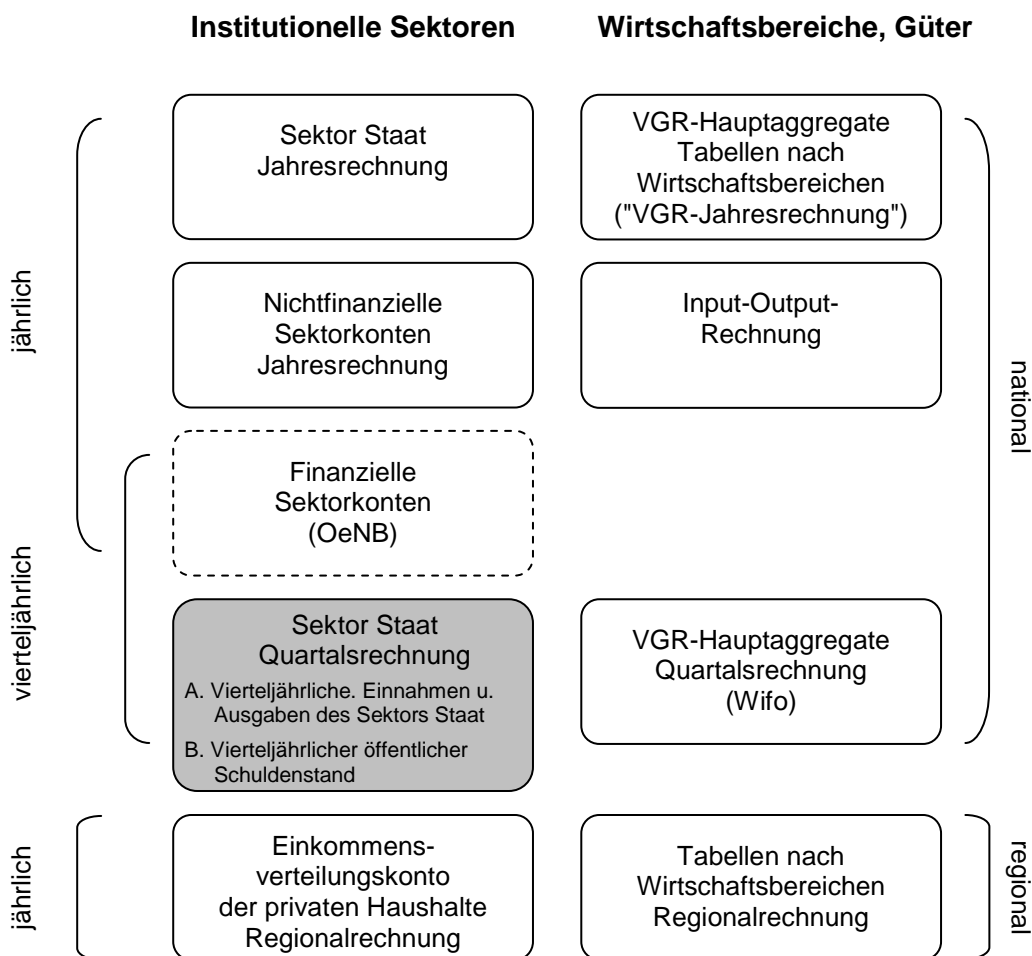 Institutionelle Sektoren
Wirtschaftsbereiche, Güter
jährlich
Sektor Staat
Jahresrechnung
VGR-Hauptaggregate
Tabellen nach
Wirtschaftsbereichen
("VGR-Jahresrechnung")
Nichtfinanzielle
Sektorkonten
Jahresrechnung
Input-Output-
Rechnung
national
vierteljährlich
Finanzielle
Sektorkonten
(OeNB)
Sektor Staat
Quartalsrechnung
A. Vierteljährliche. Einnahmen u.
Ausgaben des Sektors Staat
B. Vierteljährlicher öffentlicher
Schuldenstand
VGR-Hauptaggregate
Quartalsrechnung
(Wifo)
jährlich
Einkommens-
verteilungskonto
der privaten Haushalte
Regionalrechnung
Tabellen nach
Wirtschaftsbereichen
Regionalrechnung
regional